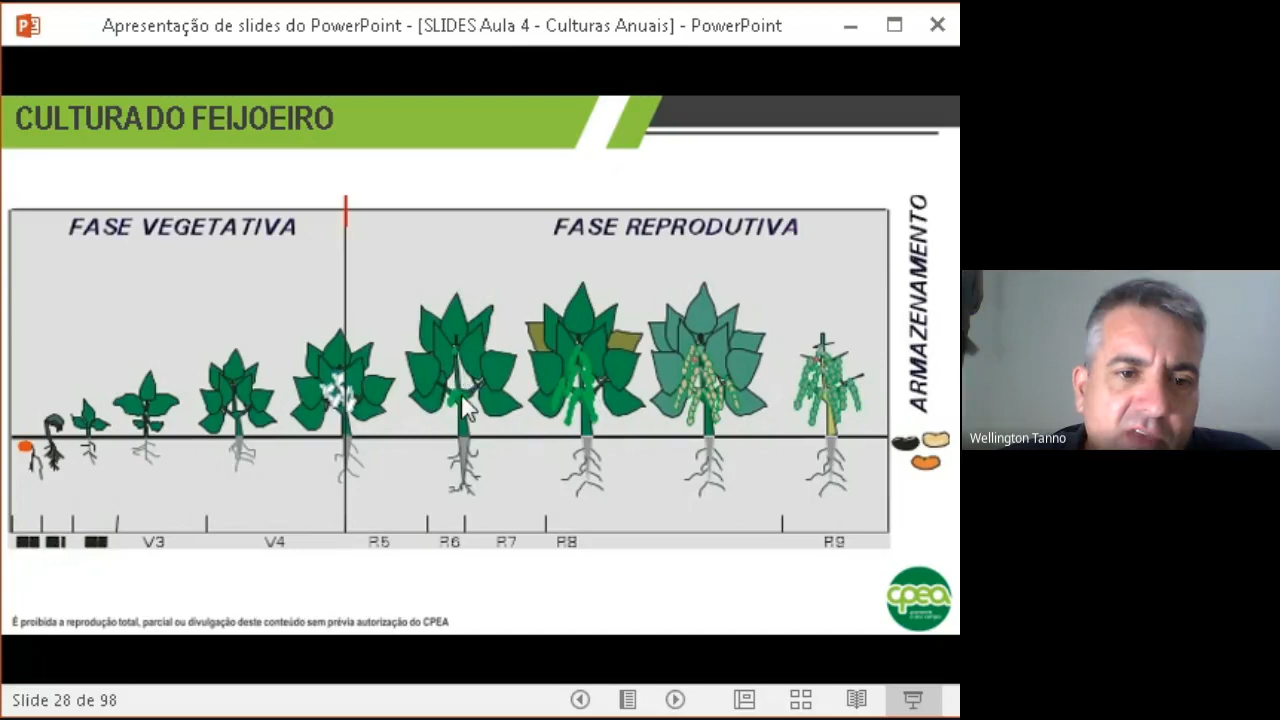 Apresentação de slides do PowerPoint - [SLIDES Aula 4 - Culturas Anuais] - PowerPoint
CULTURA DO FEIJOEIRO
FASE VEGETATIVA
FASE REPRODUTIVA
ARMAZENAMENTO
Wellington Tanno
V3
V4
R5
R6
R7
R8
R9
cpea
É proibida a reprodução total, parcial ou divulgação deste conteúdo sem prévia autorização do CPEA
Slide 28 de 98